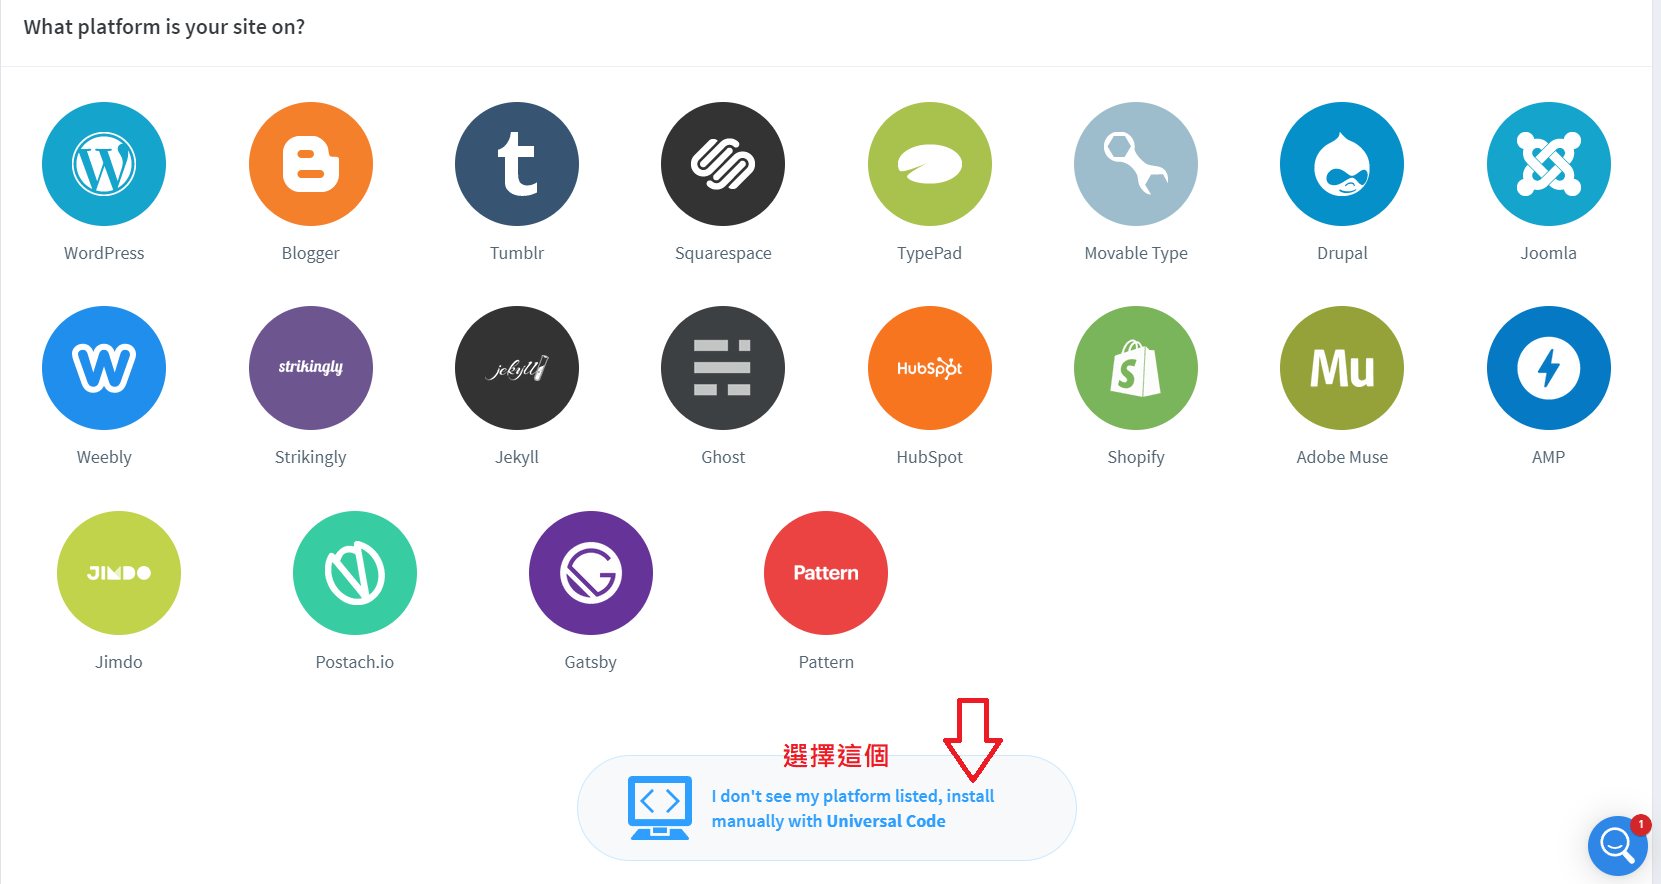 What platform is your site on?
WordPress
Blogger
Tumblr
Squarespace
TypePad
Movable Type
Drupal
Joomla
strikingly
jekyll
HubSpot
Mu
Weebly
Strikingly
Jekyll
Ghost
HubSpot
Shopify
Adobe Muse
AMP
JIMDO
Pattern
Jimdo
Postach.io
Gatsby
Pattern
選擇這個
I don't see my platform listed, install
manually with Universal Code
1